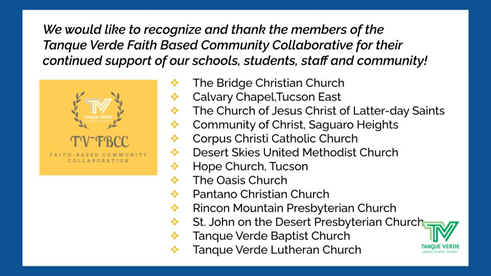 We would like to recognize and thank the members of the
Tanque Verde Faith Based Community Collaborative for their
continued support of our schools, students, staff and community!
TV
TANQUE VERDE
TV-FBCC
FAITH-BASED COMMUNITY
COLLABORATION
The Bridge Christian Church
Calvary Chapel,Tucson East
The Church of Jesus Christ of Latter-day Saints
Community of Christ, Saguaro Heights
Corpus Christi Catholic Church
Desert Skies United Methodist Church
Hope Church, Tucson
The Oasis Church
Pantano Christian Church
Rincon Mountain Presbyterian Church
St. John on the Desert Presbyterian Church
Tanque Verde Baptist Church
Tanque Verde Lutheran Church
TV
TANQUE VERDE
UNIFIED SCHOOL DISTRICT